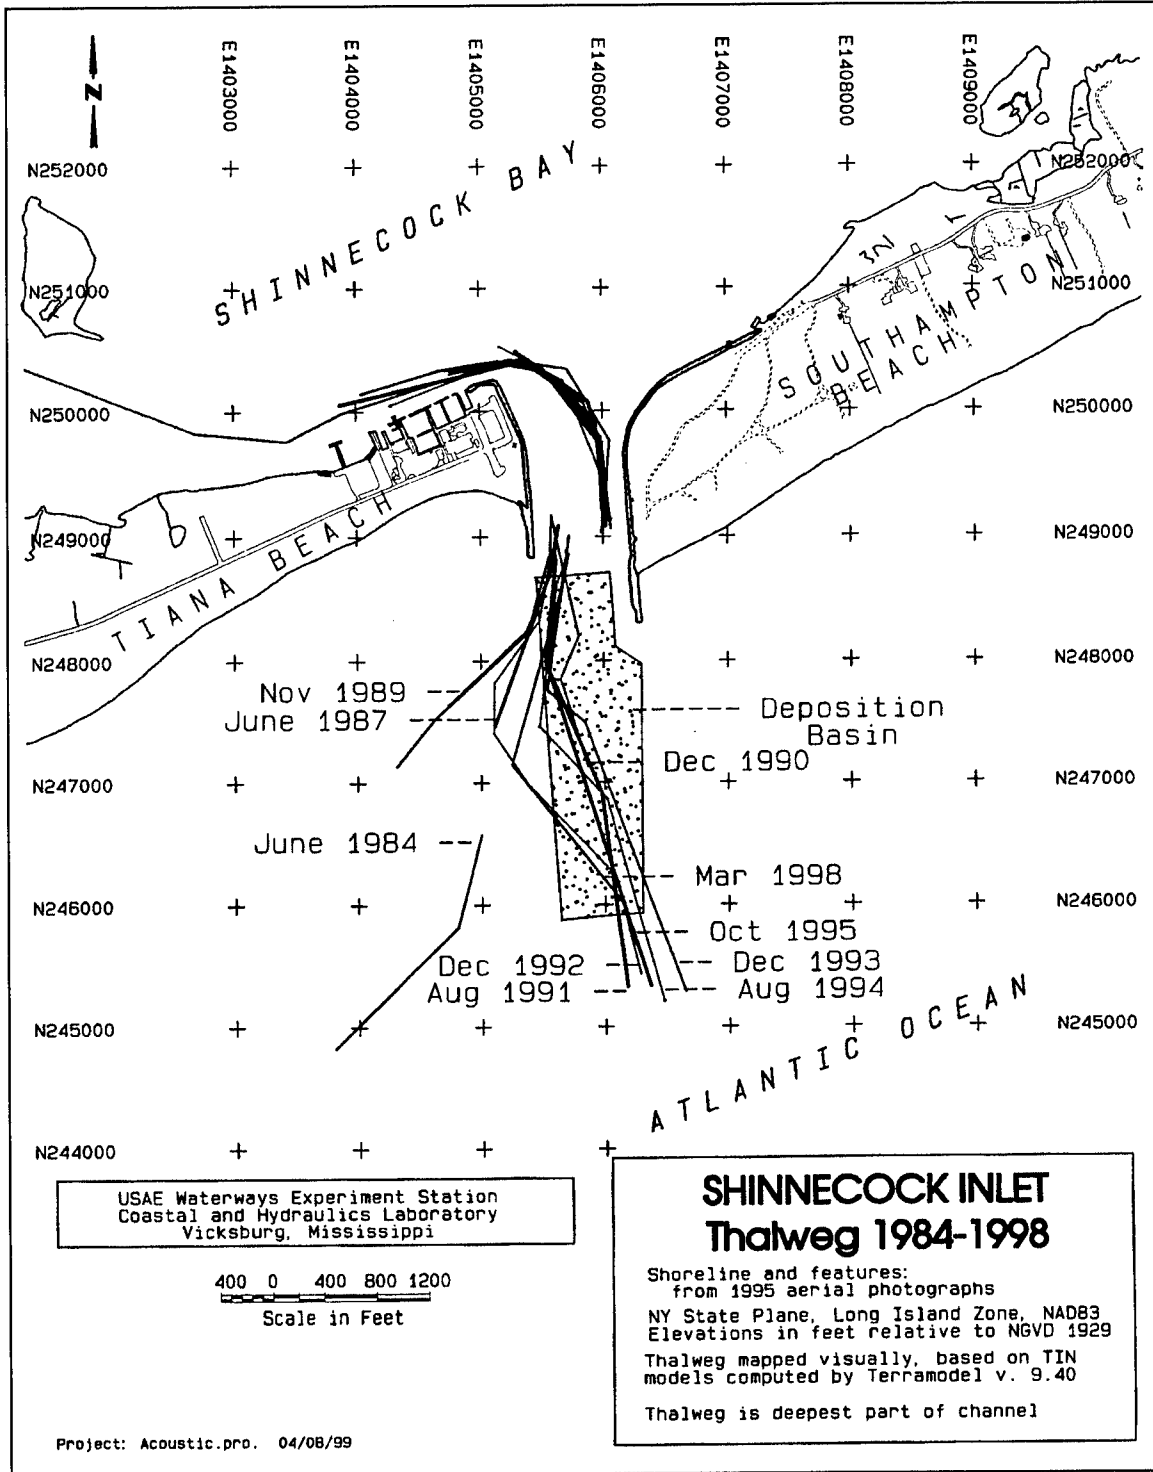 E1403000
E1404000
E1405000
E1406000
E1407000
E1408000
E1409000
N
N252000
N252000
SHINNECOCK BAY
N251000
N251000
SOUTHAMPTON
BEACH
N250000
N250000
N249000
N249000
TIANA BEACH
N248000
N248000
Nov 1989
June 1987
Deposition
Basin
Dec 1990
N247000
N247000
June 1984
Mar 1998
N246000
N246000
Oct 1995
Dec 1992
Dec 1993
Aug 1991
Aug 1994
N245000
N245000
ATLANTIC OCEAN
N244000
USAE Waterways Experiment Station
Coastal and Hydraulics Laboratory
Vicksburg, Mississippi
400 0 400 800 1200
Scale in Feet
SHINNECOCK INLET
Thalweg 1984-1998
Shoreline and features:
from 1995 aerial photographs
NY State Plane, Long Island Zone, NAD83
Elevations in feet relative to NGVD 1929
Thalweg mapped visually, based on TIN
models computed by Terramodel v. 9.40
Thalweg is deepest part of channel
Project: Acoustic.pro. 04/08/99